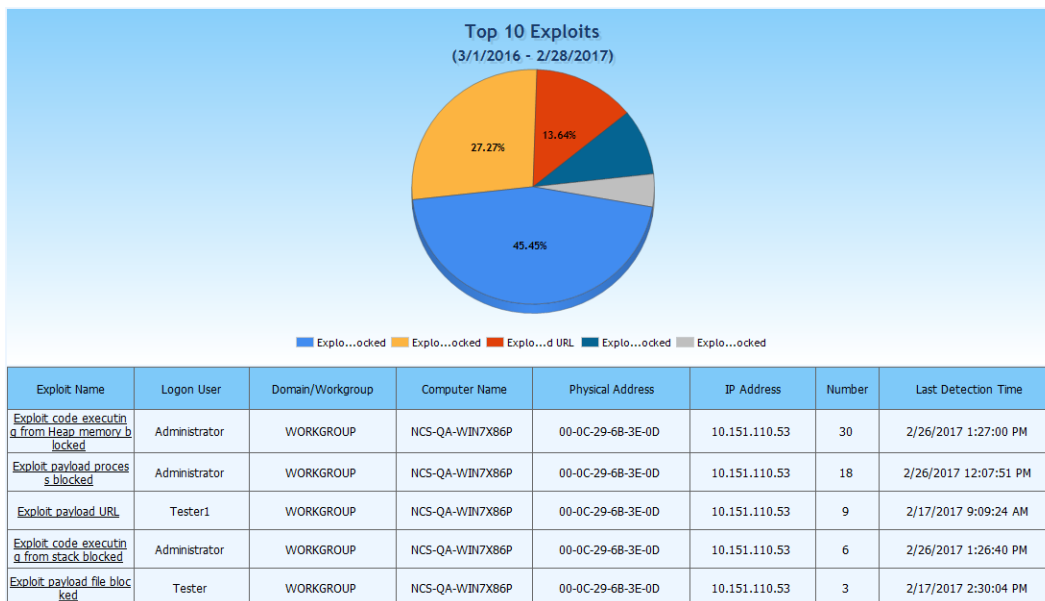 Top 10 Exploits
(3/1/2016 - 2/28/2017)
13.64%
27.27%
45.45%
Explo...ocked Explo...ocked Explo...d URL Explo...ocked Explo...ocked
Exploit Name Logon User Domain/Workgroup Computer Name Physical Address IP Address Number Last Detection Time
Exploit code executin
g from Heap memory b
locked
Administrator WORKGROUP NCS-QA-WIN7X86P 00-0C-29-6B-3E-0D 10.151.110.53 30 2/26/2017 1:27:00 PM
Exploit payload proces
s blocked
Administrator WORKGROUP NCS-QA-WIN7X86P 00-0C-29-6B-3E-0D 10.151.110.53 18 2/26/2017 12:07:51 PM
Exploit payload URL Tester1 WORKGROUP NCS-QA-WIN7X86P 00-0C-29-6B-3E-0D 10.151.110.53 9 2/17/2017 9:09:24 AM
Exploit code executin
g from stack blocked
Administrator WORKGROUP NCS-QA-WIN7X86P 00-0C-29-6B-3E-0D 10.151.110.53 6 2/26/2017 1:26:40 PM
Exploit payload file bloc
ked
Tester WORKGROUP NCS-QA-WIN7X86P 00-0C-29-6B-3E-0D 10.151.110.53 3 2/17/2017 2:30:04 PM